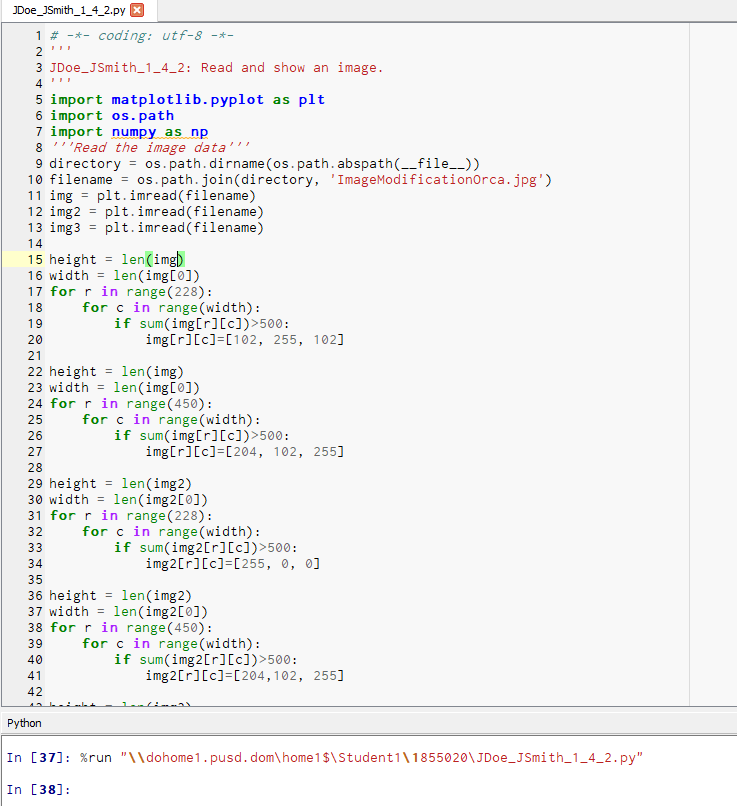 JDoe_JSmith_1_4_2.py
1 # -*- coding: utf-8 -*-
2 '''
3 JDoe_JSmith_1_4_2: Read and show an image.
4 '''
5 import matplotlib.pyplot as plt
6 import os.path
7 import numpy as np
8 '''Read the image data'''
9 directory = os.path.dirname(os.path.abspath(__file__))
10 filename = os.path.join(directory, 'ImageModificationOrca.jpg')
11 img = plt.imread(filename)
12 img2 = plt.imread(filename)
13 img3 = plt.imread(filename)
14
15 height = len(img)
16 width = len(img[0])
17 for r in range(228):
18     for c in range(width):
19         if sum(img[r][c])>500:
20             img[r][c]=[102, 255, 102]
21
22 height = len(img)
23 width = len(img[0])
24 for r in range(450):
25     for c in range(width):
26         if sum(img[r][c])>500:
27             img[r][c]=[204, 102, 255]
28
29 height = len(img2)
30 width = len(img2[0])
31 for r in range(228):
32     for c in range(width):
33         if sum(img2[r][c])>500:
34             img2[r][c]=[255, 0, 0]
35
36 height = len(img2)
37 width = len(img2[0])
38 for r in range(450):
39     for c in range(width):
40         if sum(img2[r][c])>500:
41             img2[r][c]=[204,102, 255]
42
Python
In [37]: %run "\\dohome1.pusd.dom\home1$\Student1\1855020\JDoe_JSmith_1_4_2.py"
In [38]: